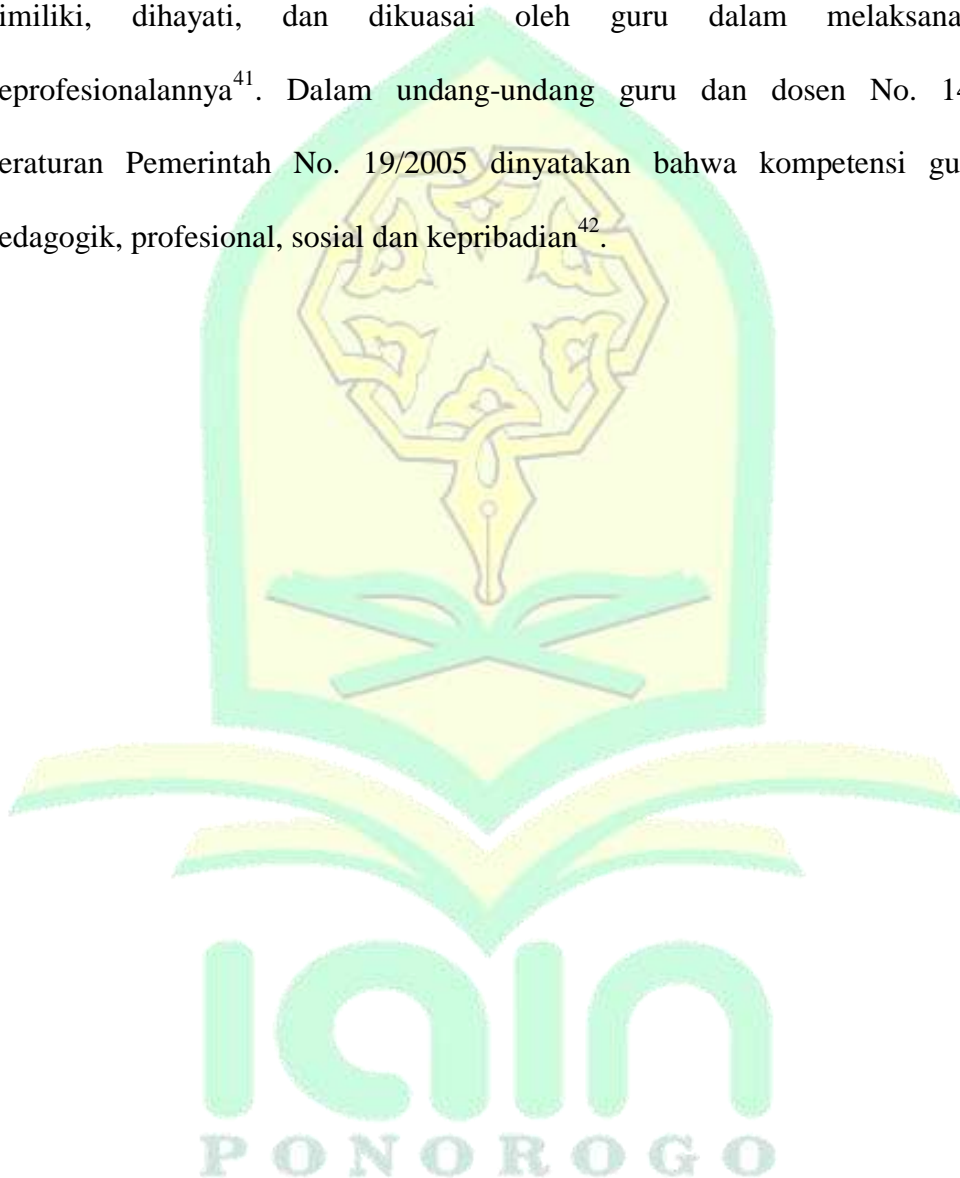 imiliki, dihayati, dan dikuasai oleh guru dalam melaksana
eprofesionalannya41. Dalam undang-undang guru dan dosen No. 14
eraturan Pemerintah No. 19/2005 dinyatakan bahwa kompetensi gu
edagogik, profesional, sosial dan kepribadian42.
iain
PONOROGO